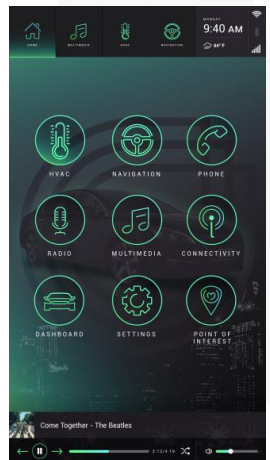 HOME
MULTIMEDIA
HVAC
NAVIGATION
MONDAY
9:40 AM
44°F
HVAC
NAVIGATION
PHONE
RADIO
MULTIMEDIA
CONNECTIVITY
DASHBOARD
SETTINGS
POINT OF
INTEREST
Come Together - The Beatles
2:12/4:19